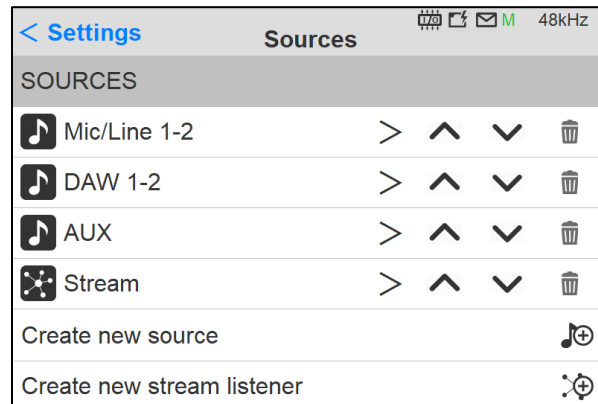 < Settings
Sources
I/O M 48kHz
SOURCES
Mic/Line 1-2
DAW 1-2
AUX
Stream
Create new source
Create new stream listener